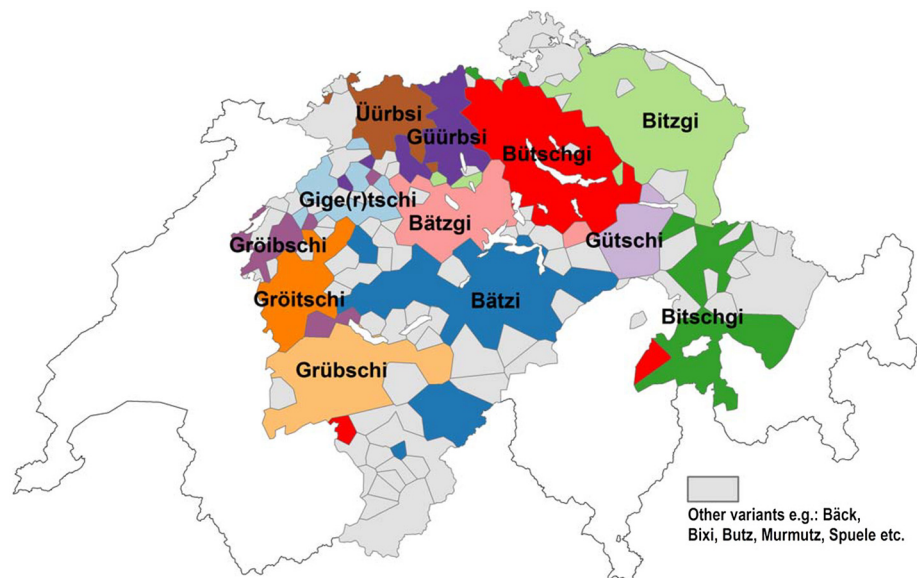 Üürbsi
Güürbsi
Bütschgi
Bitzgi
Gige(r)tschi
Bätzgi
Gröibschi
Gütschi
Gröitschi
Bätzi
Bitschgi
Grübschi
Other variants e.g.: Bäck,
Bixi, Butz, Murmutz, Spuele etc.